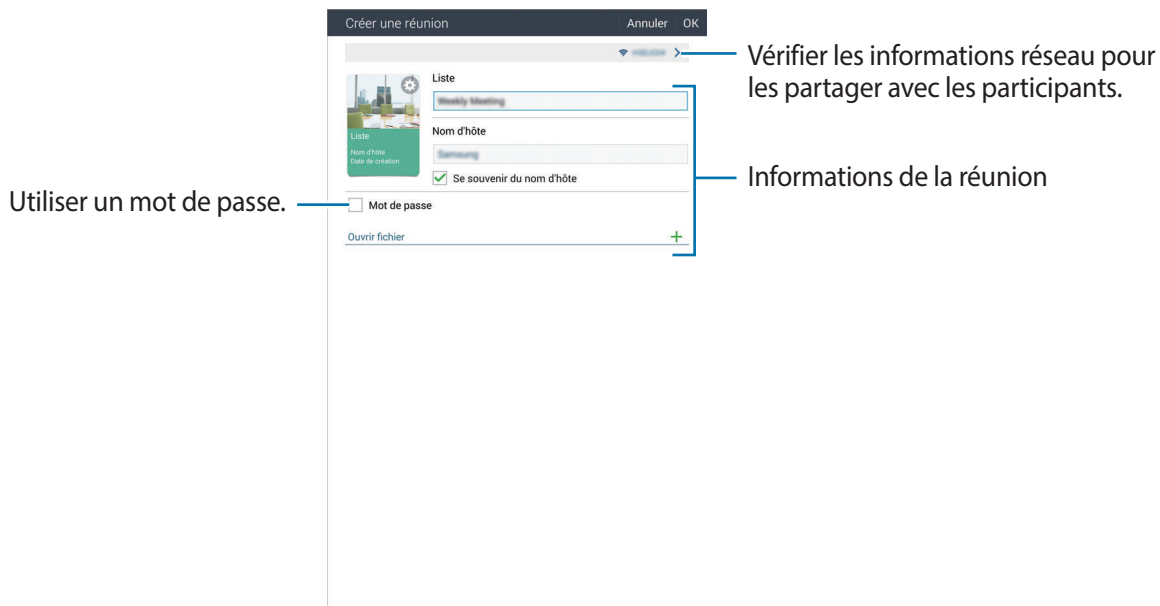 Créer une réunion Annuler OK
Vérifier les informations réseau pour
les partager avec les participants.
Liste
Weekly Meeting
Nom d'hôte
Samsung
Liste
Nom d'hôte
Date de création
Se souvenir du nom d'hôte
Informations de la réunion
Utiliser un mot de passe.
Mot de passe
Ouvrir fichier